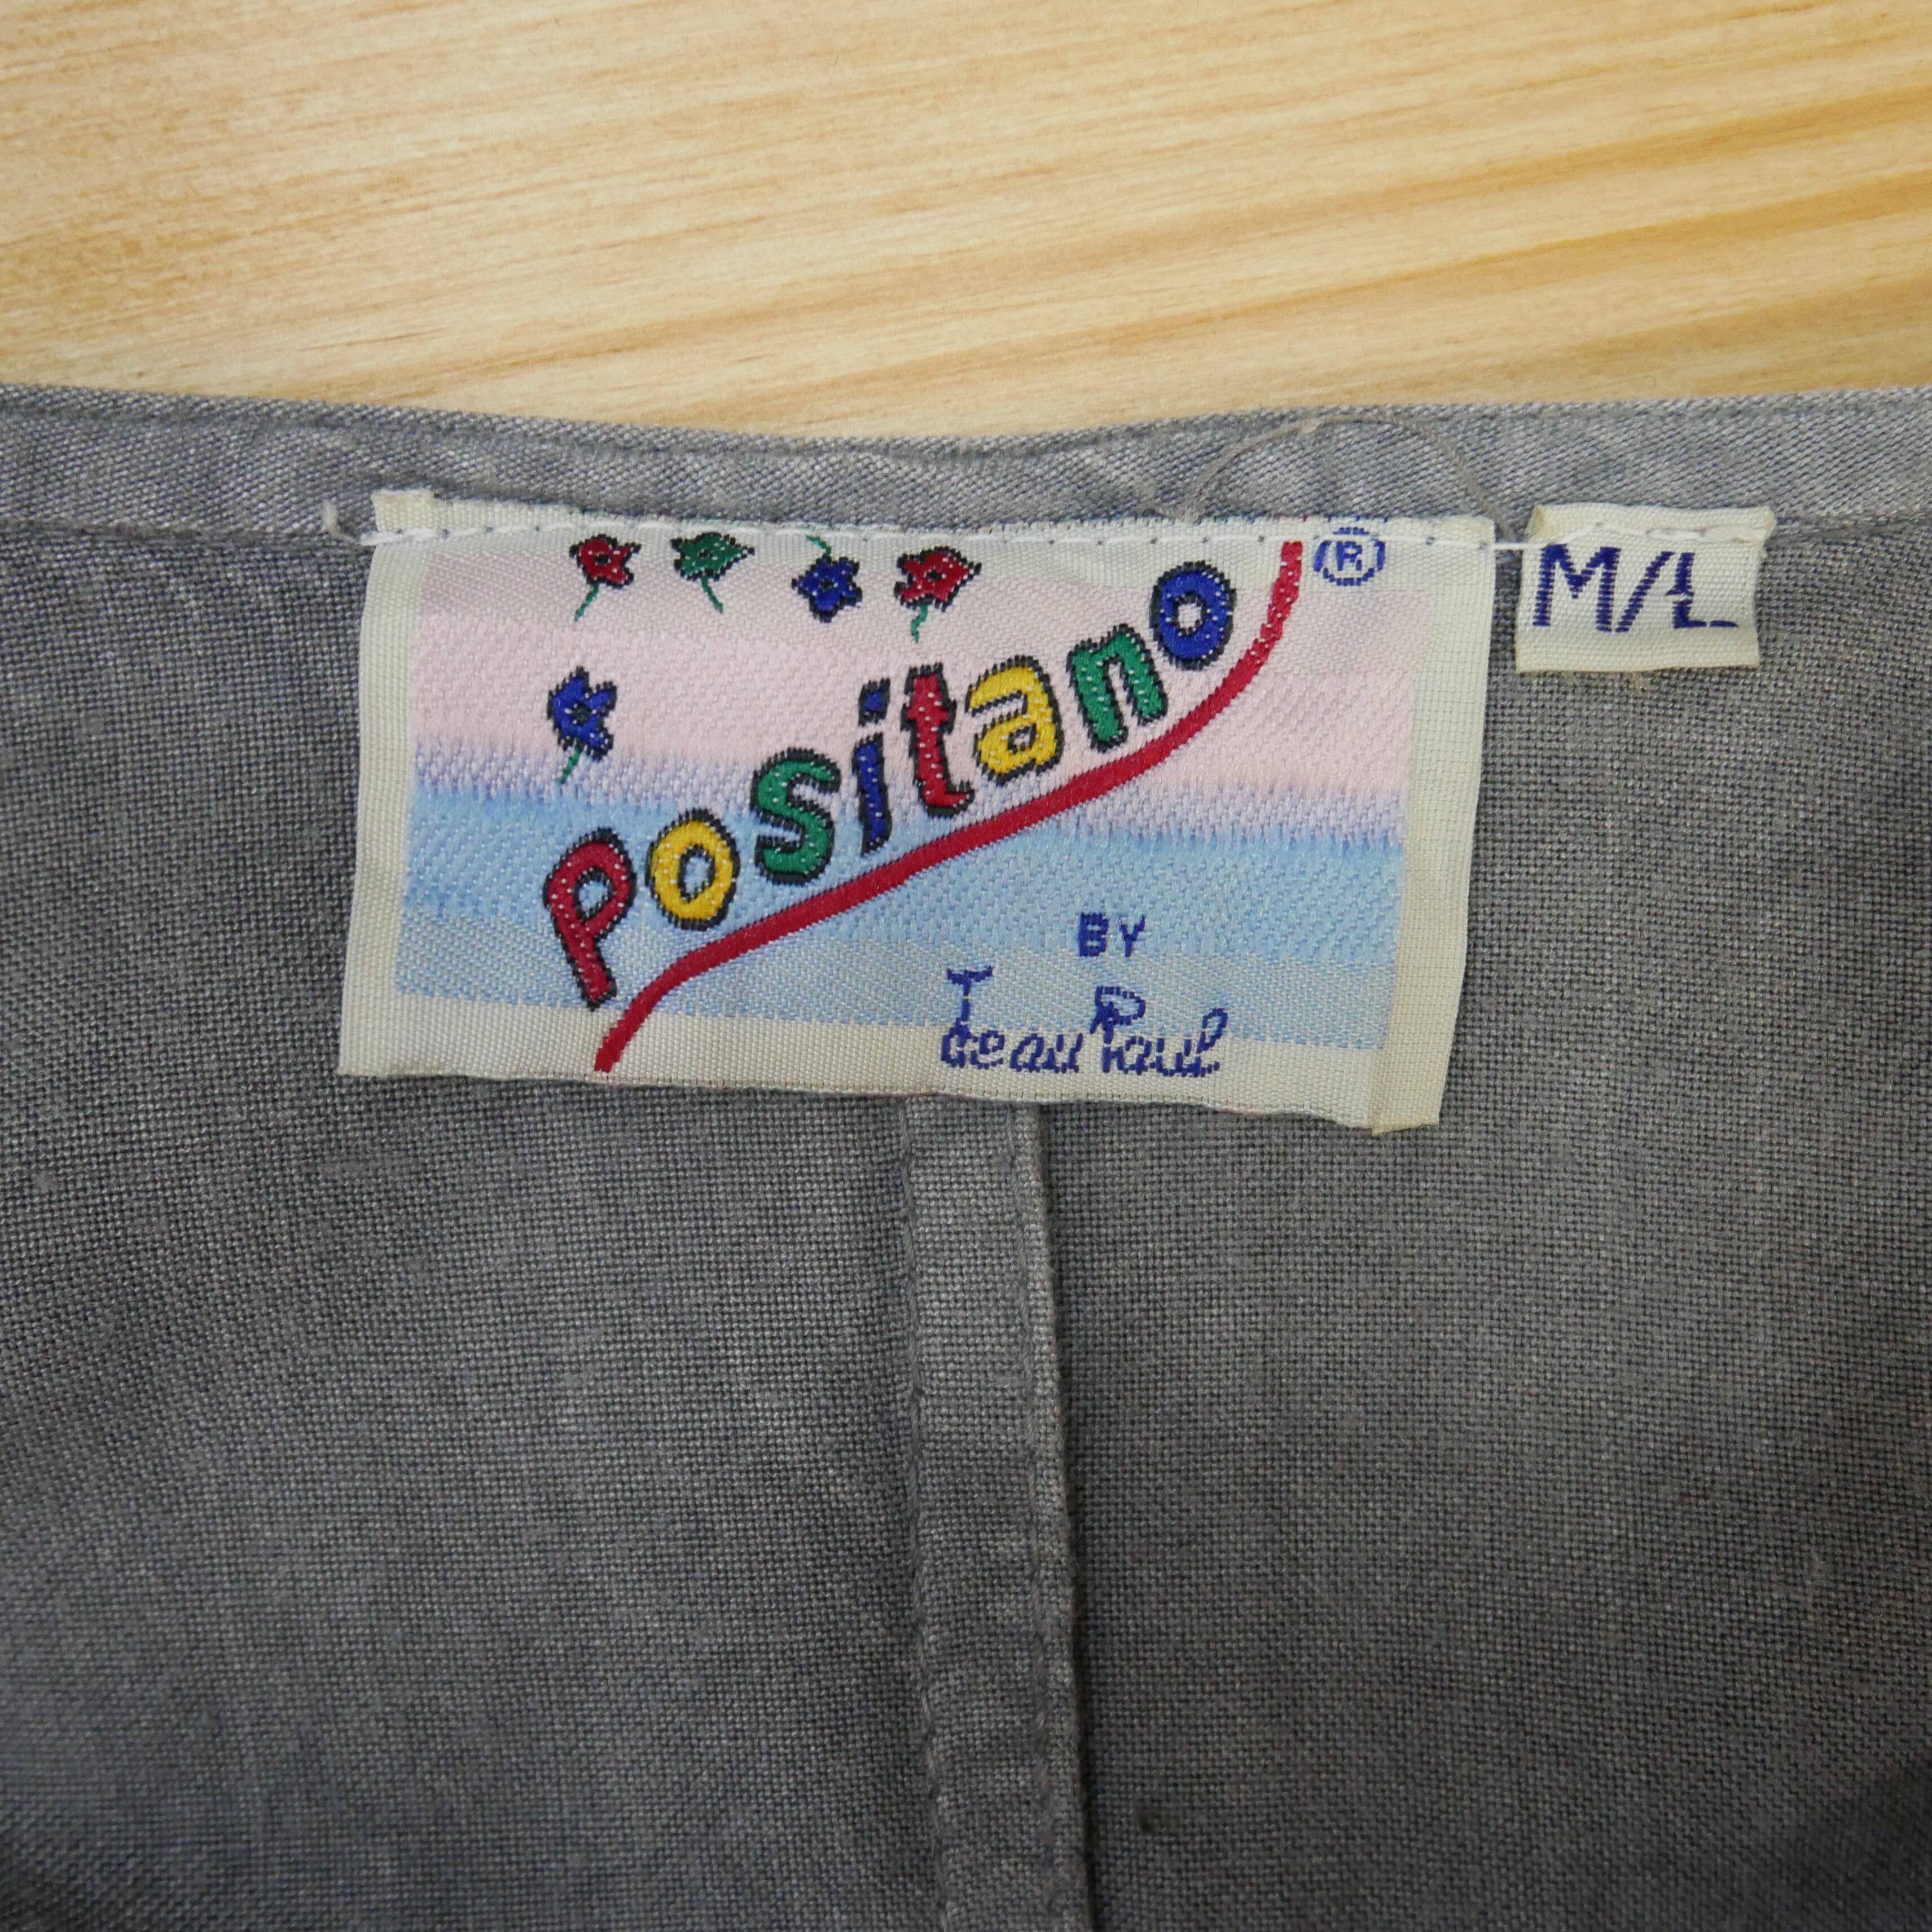 Positano ®
M/L
BY
Jean Paul